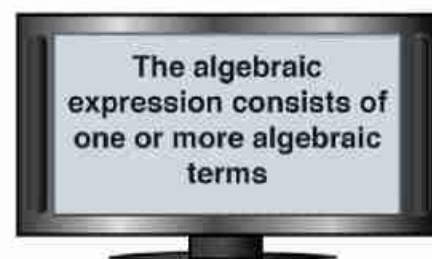 The algebraic
expression consists of
one or more algebraic
terms